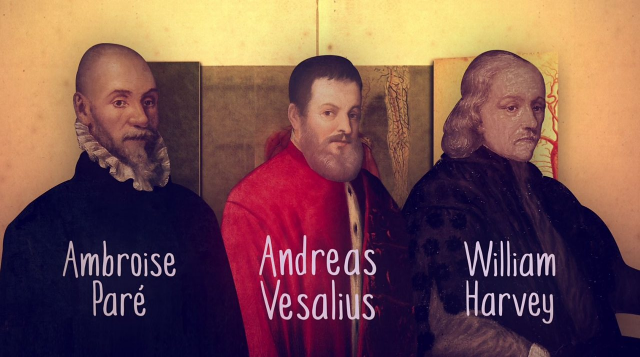 Ambroise
Paré
Andreas
Vesalius
William
Harvey